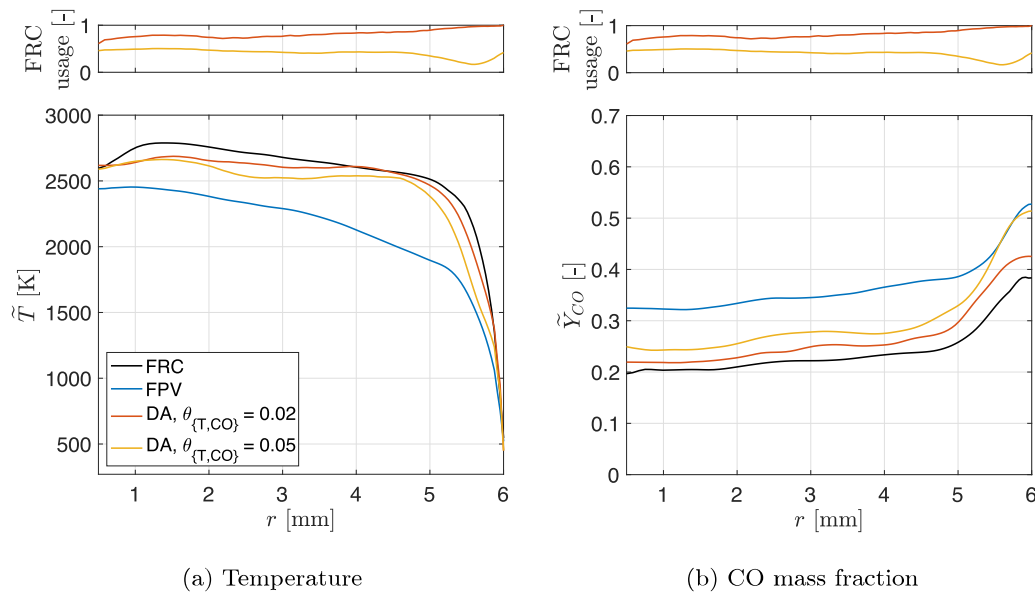 FRC
usage [-]
1
0
3000
2500
2000
1500
1000
500
T̃ [K]
FRC
FPV
DA, θ{T,CO} = 0.02
DA, θ{T,CO} = 0.05
1 2 3 4 5 6
r [mm]
(a) Temperature
FRC
usage [-]
1
0
0.7
0.6
0.5
0.4
0.3
0.2
0.1
0
Ỹ_CO [-]
1 2 3 4 5 6
r [mm]
(b) CO mass fraction